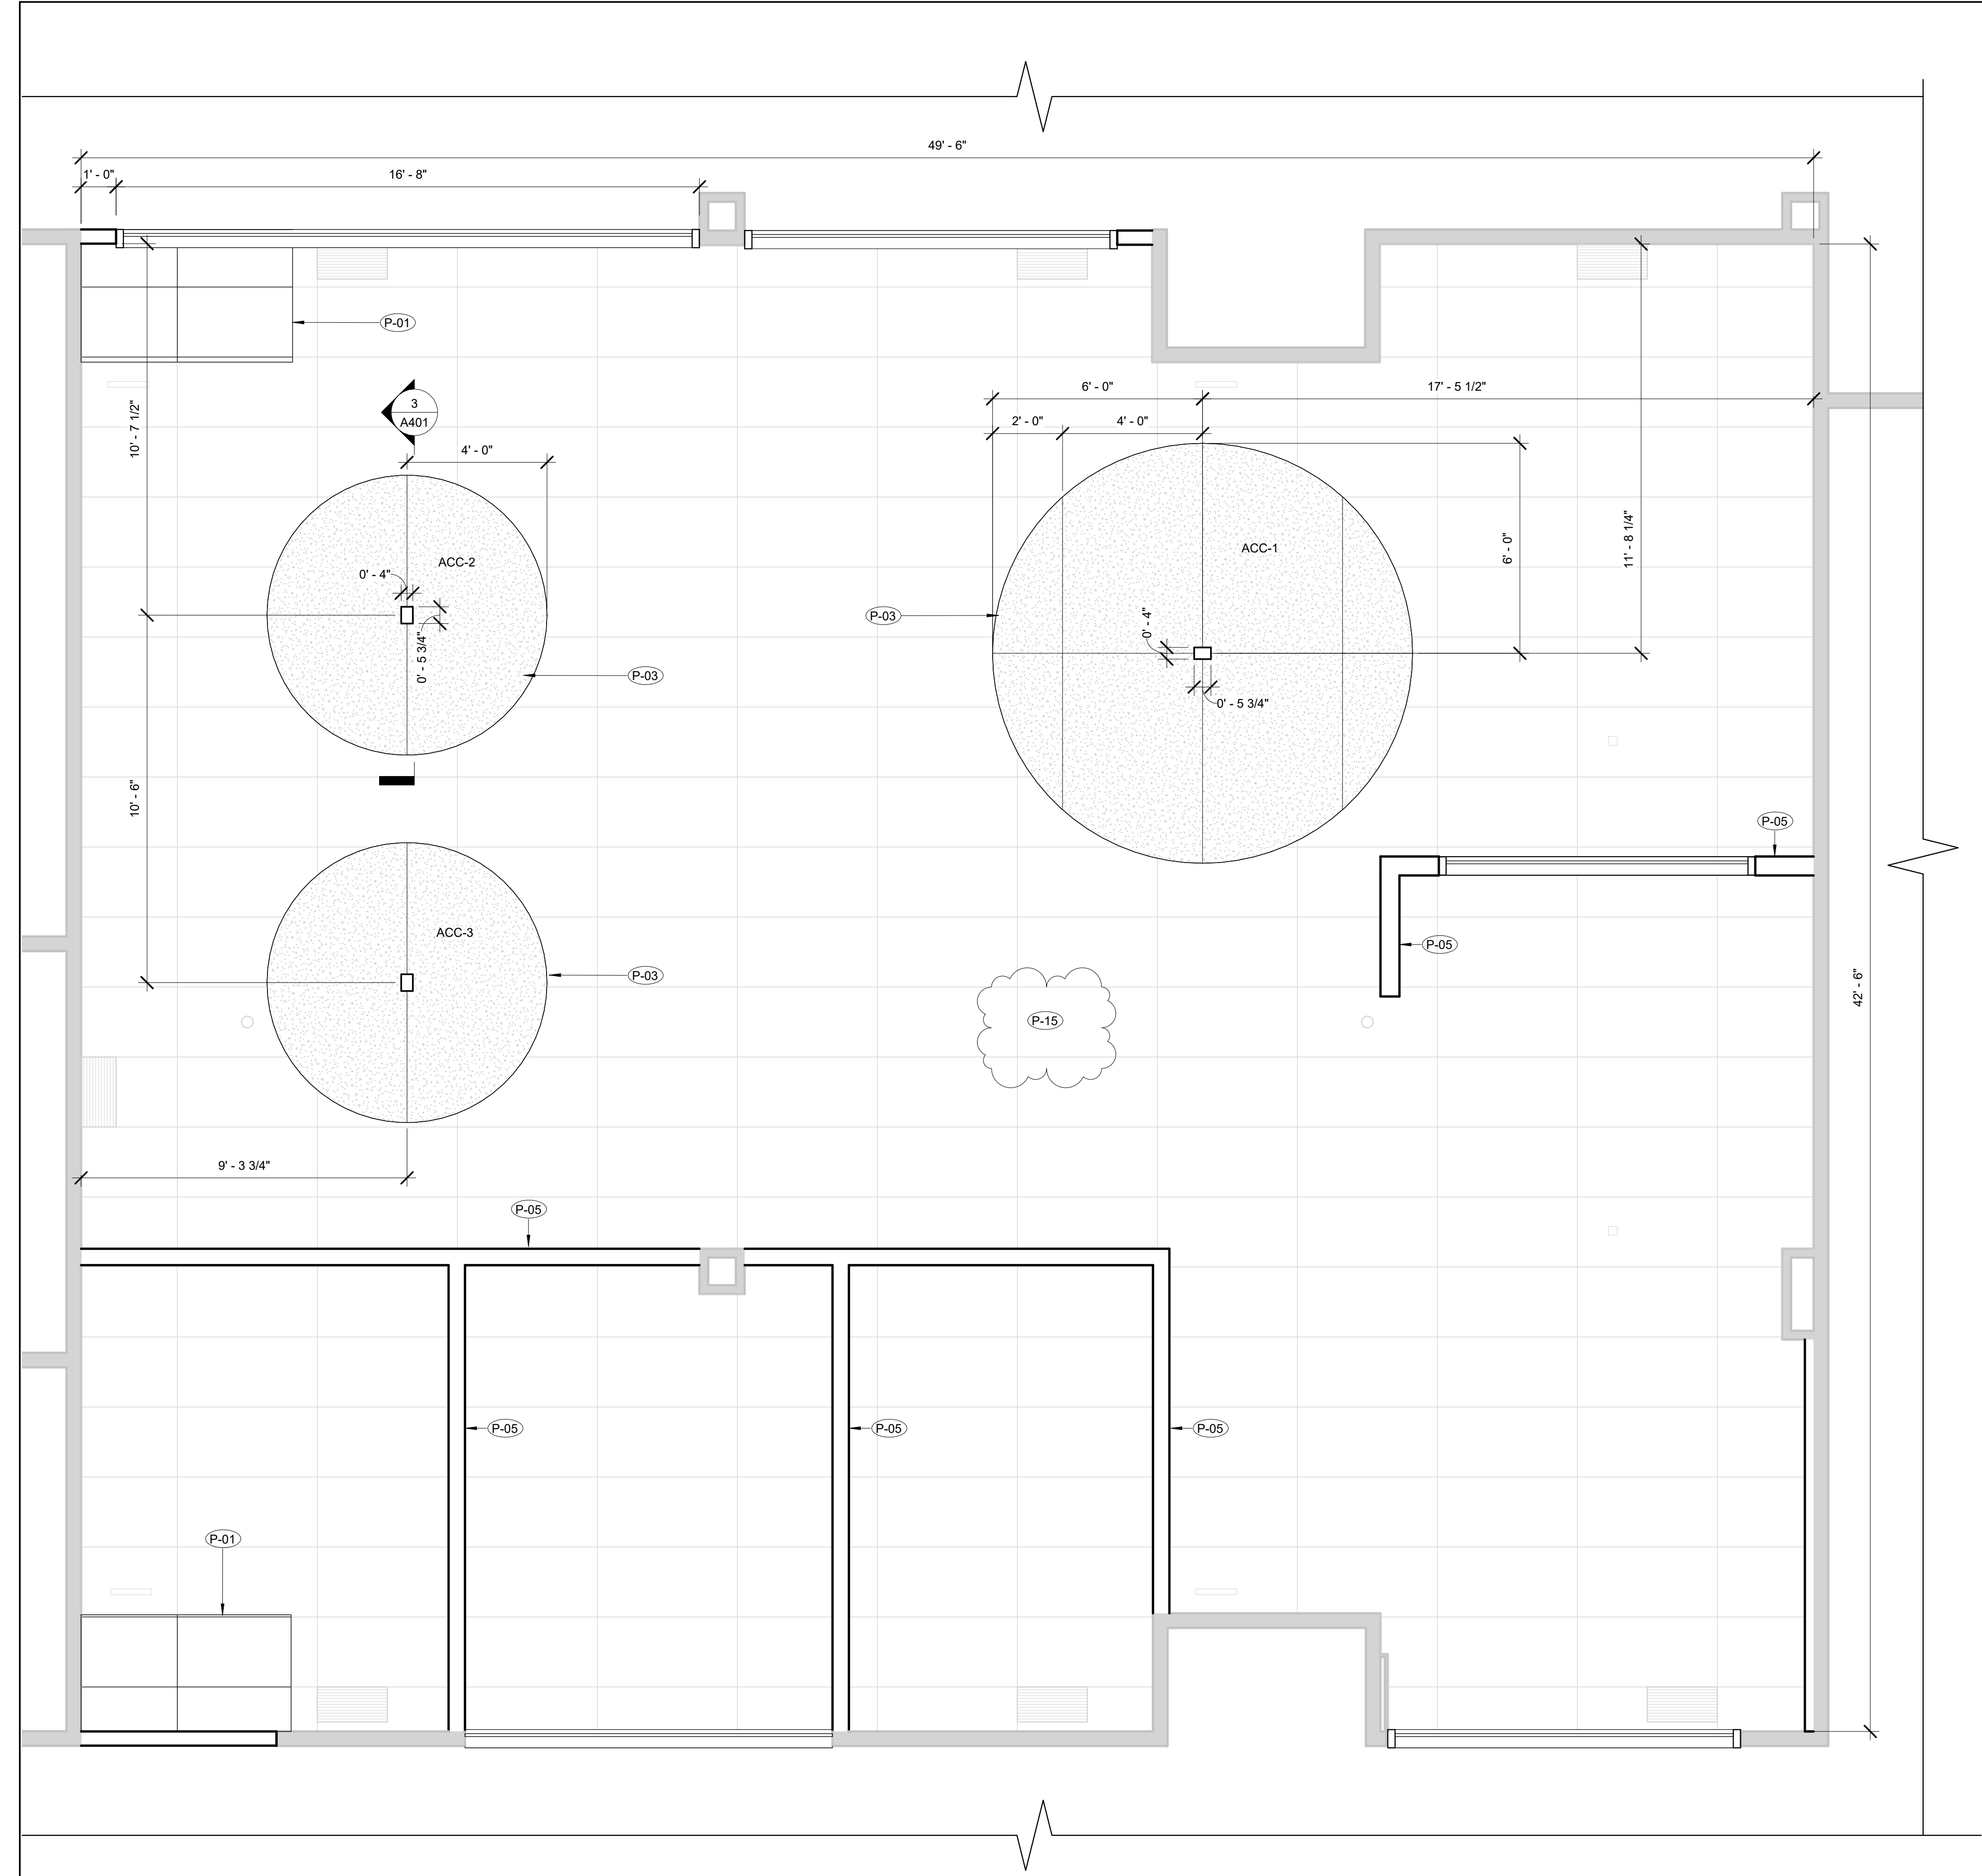 49' - 6"
1' - 0"
16' - 8"
P-01
6' - 0"
17' - 5 1/2"
3
A401
10' - 7 1/2"
2' - 0"
4' - 0"
4' - 0"
11' - 8 1/4"
6' - 0"
ACC-1
ACC-2
0' - 4"
P-03
0' - 4"
0' - 5 3/4"
P-03
0' - 5 3/4"
10' - 6"
P-05
ACC-3
P-05
P-03
42' - 6"
P-15
9' - 3 3/4"
P-05
P-05
P-05
P-05
P-01